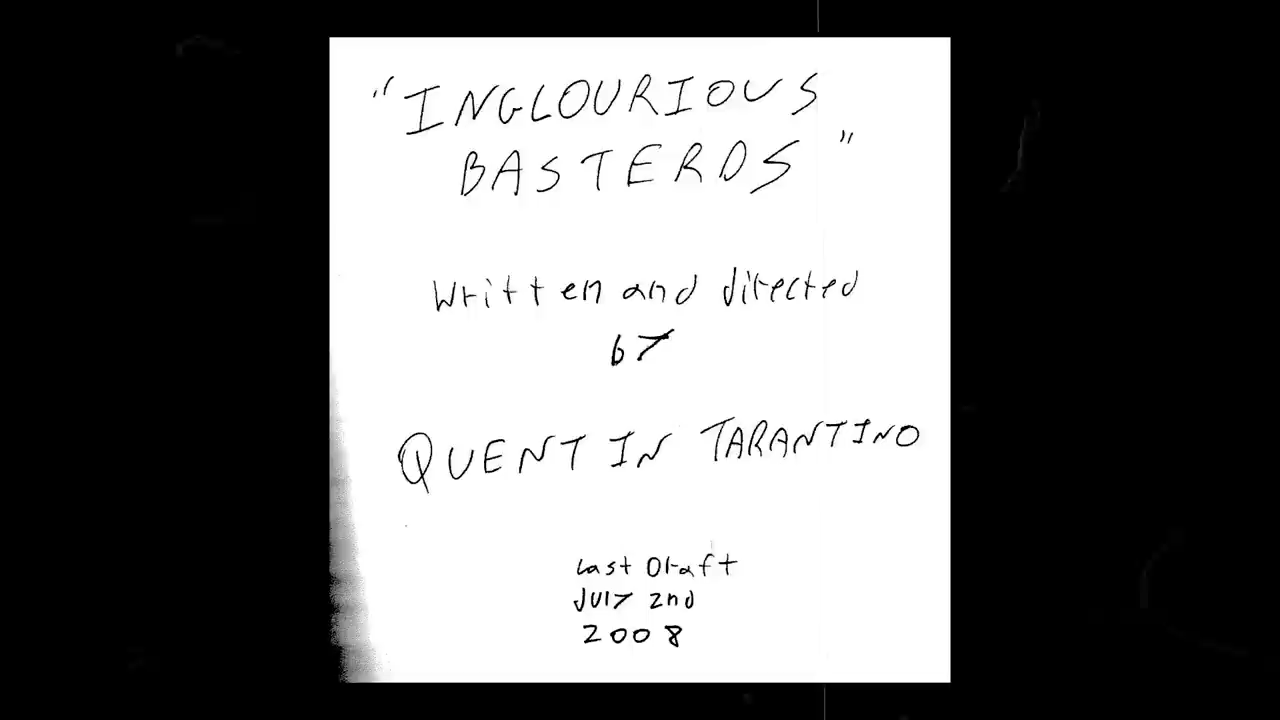 "INGLOURIOUS
BASTERDS"
written and directed
by
QUENTIN TARANTINO
Last Draft
July 2nd
2008